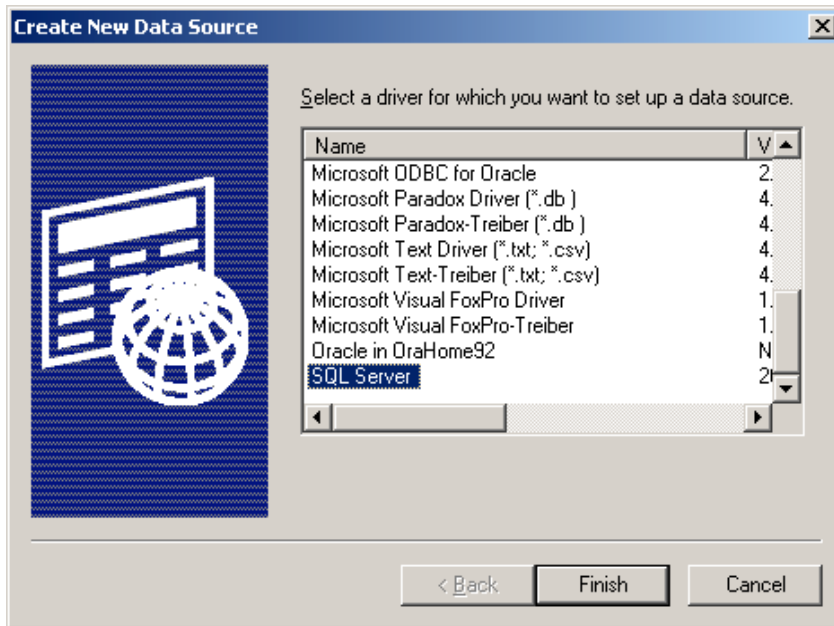 Create New Data Source
Select a driver for which you want to set up a data source.
Name V
Microsoft ODBC for Oracle 2.
Microsoft Paradox Driver (*.db ) 4.
Microsoft Paradox-Treiber (*.db ) 4.
Microsoft Text Driver (*.txt; *.csv) 4.
Microsoft Text-Treiber (*.txt; *.csv) 4.
Microsoft Visual FoxPro Driver 1.
Microsoft Visual FoxPro-Treiber 1.
Oracle in OraHome92 N
SQL Server 20
< Back Finish Cancel